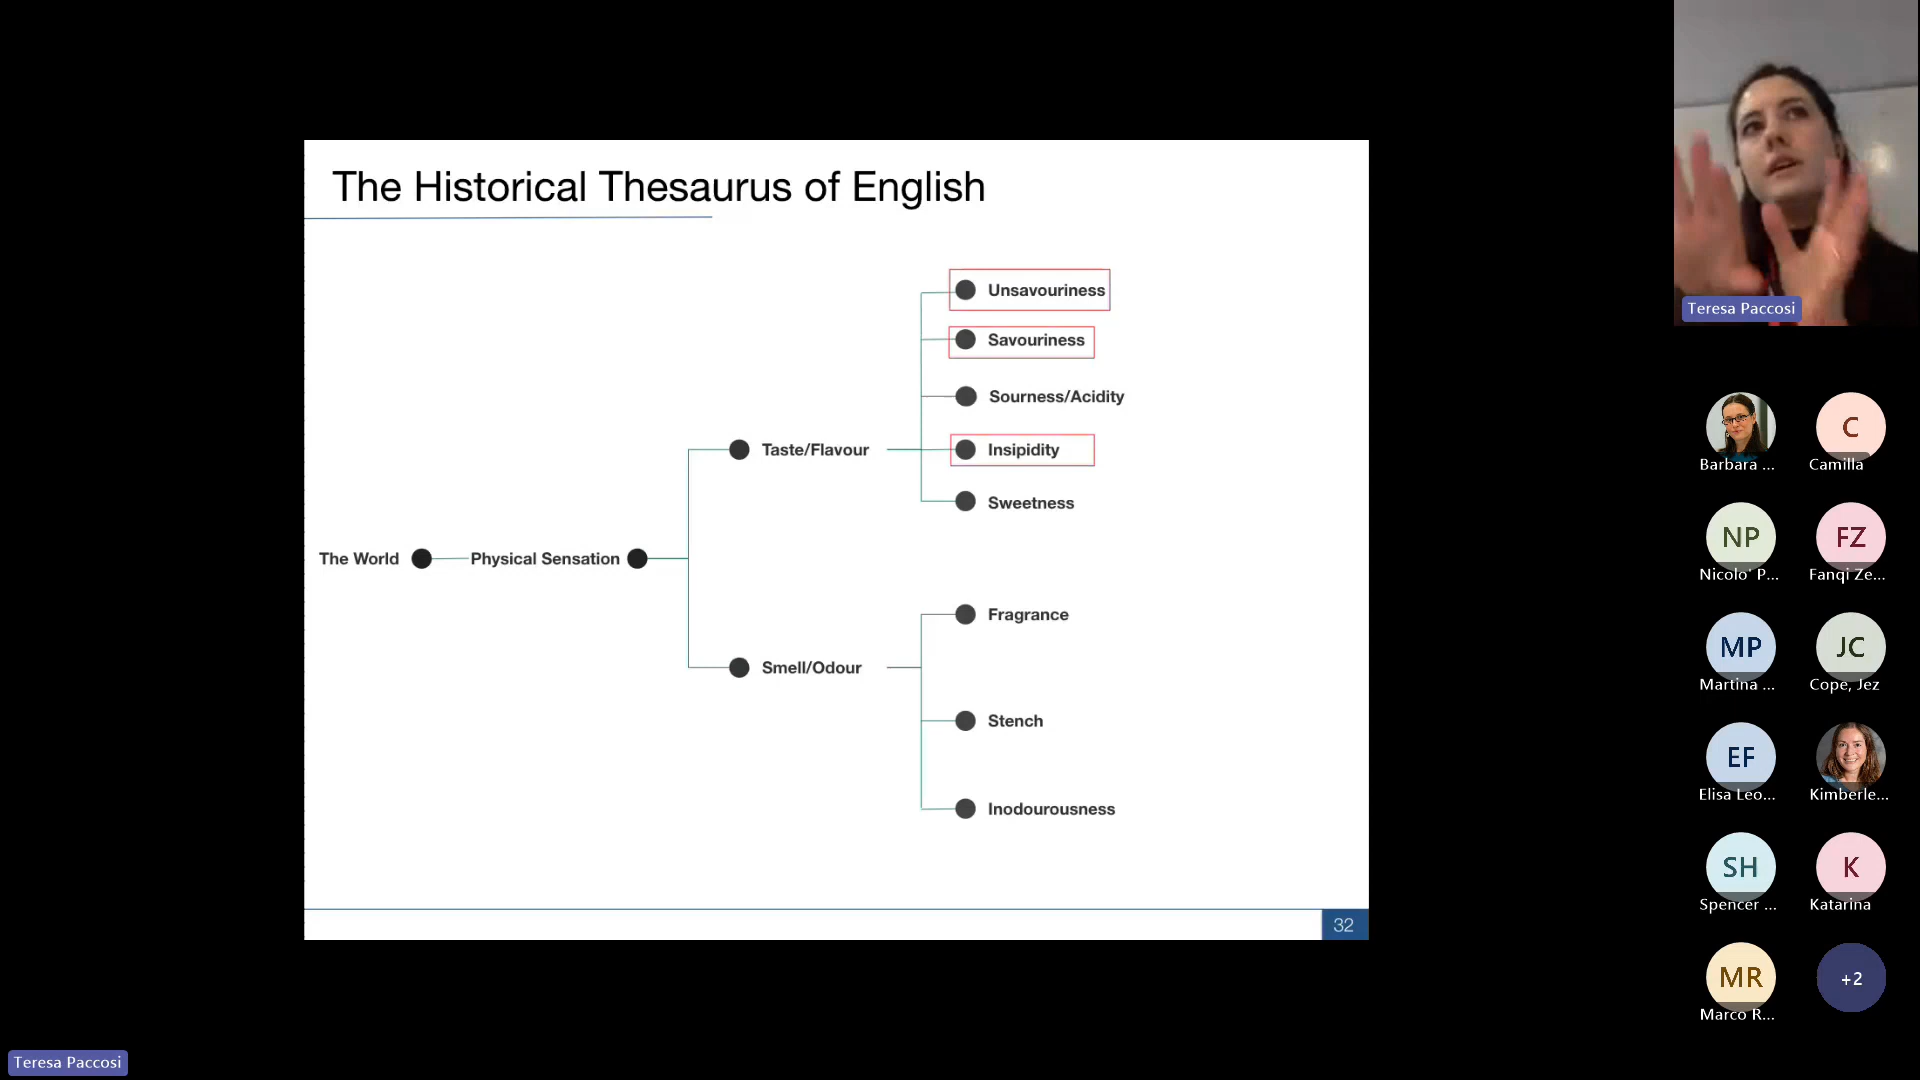 The Historical Thesaurus of English
Unsavouriness
Savouriness
Sourness/Acidity
Taste/Flavour
Insipidity
Sweetness
The World
Physical Sensation
Fragrance
Smell/Odour
Stench
Inodourousness
32
Teresa Paccosi
Barbara ...
C
Camilla
NP
Nicolo' P...
FZ
Fanqi Ze...
MP
Martina ...
JC
Cope, Jez
EF
Elisa Leo...
Kimberle...
SH
Spencer ...
K
Katarina
MR
Marco R...
+2
Teresa Paccosi